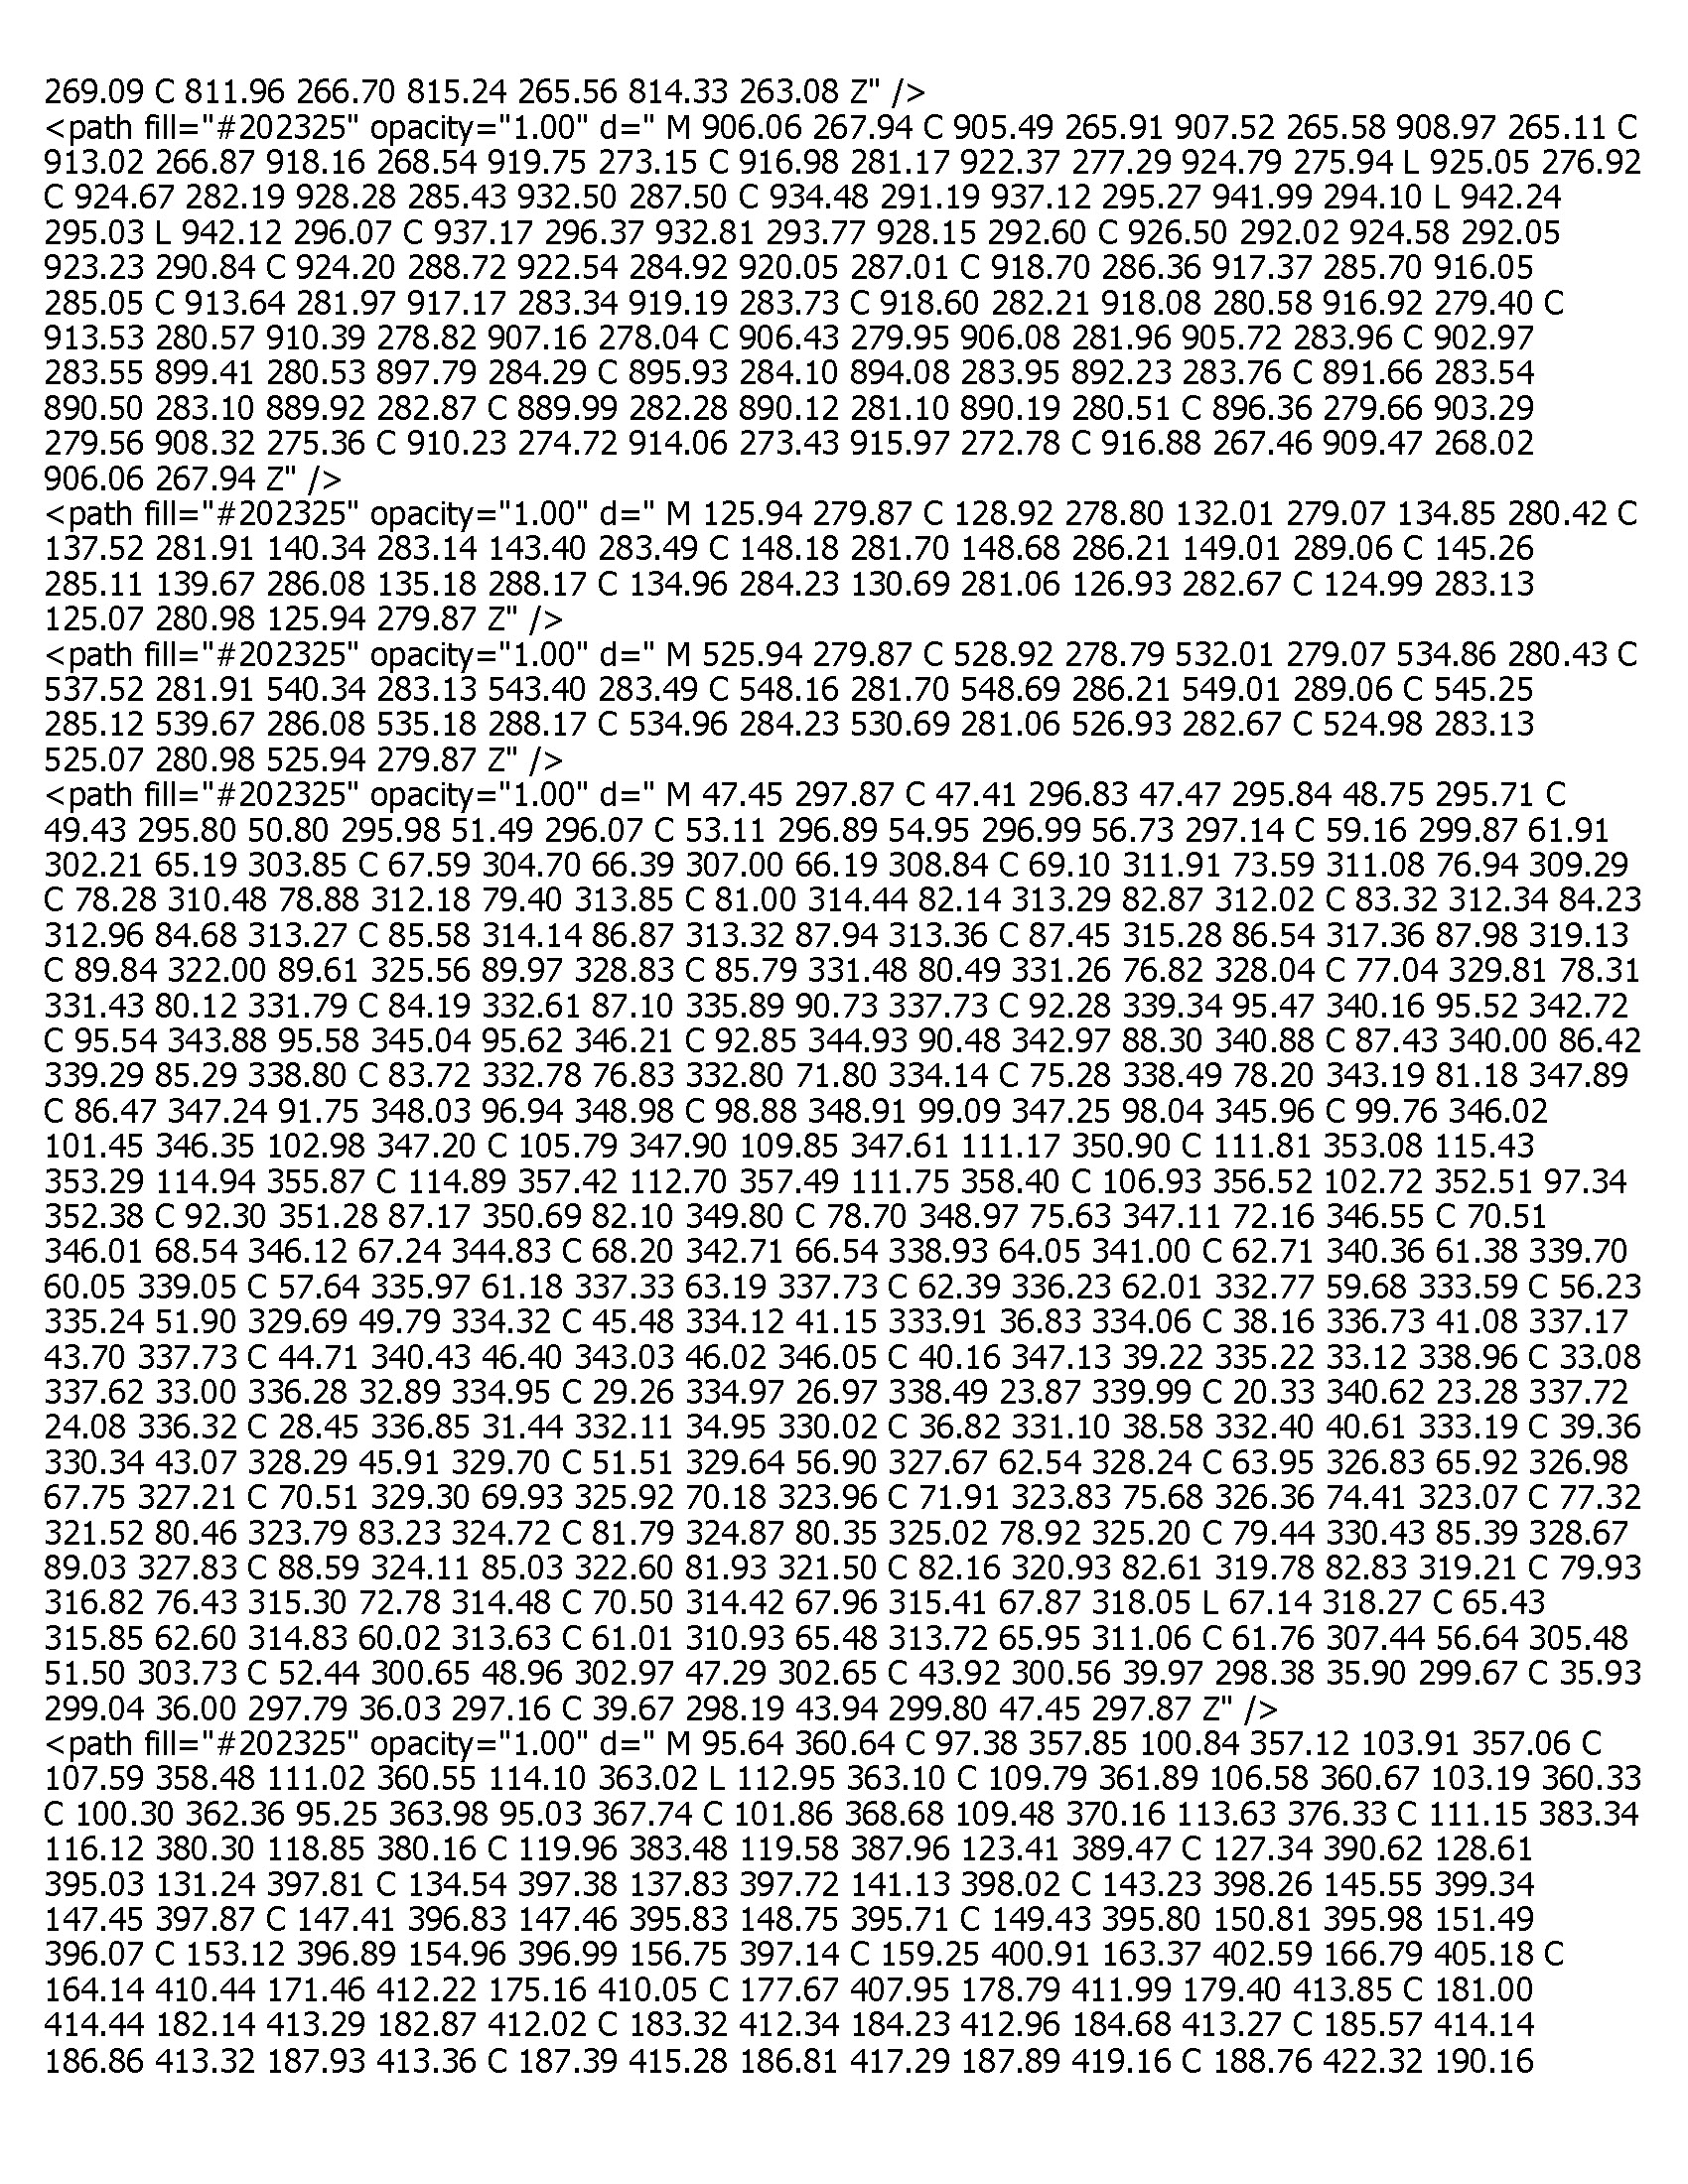 269.09 C 811.96 266.70 815.24 265.56 814.33 263.08 Z" />
<path fill="#202325" opacity="1.00" d=" M 906.06 267.94 C 905.49 265.91 907.52 265.58 908.97 265.11 C
913.02 266.87 918.16 268.54 919.75 273.15 C 916.98 281.17 922.37 277.29 924.79 275.94 L 925.05 276.92
C 924.67 282.19 928.28 285.43 932.50 287.50 C 934.48 291.19 937.12 295.27 941.99 294.10 L 942.24
295.03 L 942.12 296.07 C 937.17 296.37 932.81 293.77 928.15 292.60 C 926.50 292.02 924.58 292.05
923.23 290.84 C 924.20 288.72 922.54 284.92 920.05 287.01 C 918.70 286.36 917.37 285.70 916.05
285.05 C 913.64 281.97 917.17 283.34 919.19 283.73 C 918.60 282.21 918.08 280.58 916.92 279.40 C
913.53 280.57 910.39 278.82 907.16 278.04 C 906.43 279.95 906.08 281.96 905.72 283.96 C 902.97
283.55 899.41 280.53 897.79 284.29 C 895.93 284.10 894.08 283.95 892.23 283.76 C 891.66 283.54
890.50 283.10 889.92 282.87 C 889.99 282.28 890.12 281.10 890.19 280.51 C 896.36 279.66 903.29
279.56 908.32 275.36 C 910.23 274.72 914.06 273.43 915.97 272.78 C 916.88 267.46 909.47 268.02
906.06 267.94 Z" />
<path fill="#202325" opacity="1.00" d=" M 125.94 279.87 C 128.92 278.80 132.01 279.07 134.85 280.42 C
137.52 281.91 140.34 283.14 143.40 283.49 C 148.18 281.70 148.68 286.21 149.01 289.06 C 145.26
285.11 139.67 286.08 135.18 288.17 C 134.96 284.23 130.69 281.06 126.93 282.67 C 124.99 283.13
125.07 280.98 125.94 279.87 Z" />
<path fill="#202325" opacity="1.00" d=" M 525.94 279.87 C 528.92 278.79 532.01 279.07 534.86 280.43 C
537.52 281.91 540.34 283.13 543.40 283.49 C 548.16 281.70 548.69 286.21 549.01 289.06 C 545.25
285.12 539.67 286.08 535.18 288.17 C 534.96 284.23 530.69 281.06 526.93 282.67 C 524.98 283.13
525.07 280.98 525.94 279.87 Z" />
<path fill="#202325" opacity="1.00" d=" M 47.45 297.87 C 47.41 296.83 47.47 295.84 48.75 295.71 C
49.43 295.80 50.80 295.98 51.49 296.07 C 53.11 296.89 54.95 296.99 56.73 297.14 C 59.16 299.87 61.91
302.21 65.19 303.85 C 67.59 304.70 66.39 307.00 66.19 308.84 C 69.10 311.91 73.59 311.08 76.94 309.29
C 78.28 310.48 78.88 312.18 79.40 313.85 C 81.00 314.44 82.14 313.29 82.87 312.02 C 83.32 312.34 84.23
312.96 84.68 313.27 C 85.58 314.14 86.87 313.32 87.94 313.36 C 87.45 315.28 86.54 317.36 87.98 319.13
C 89.84 322.00 89.61 325.56 89.97 328.83 C 85.79 331.48 80.49 331.26 76.82 328.04 C 77.04 329.81 78.31
331.43 80.12 331.79 C 84.19 332.61 87.10 335.89 90.73 337.73 C 92.28 339.34 95.47 340.16 95.52 342.72
C 95.54 343.88 95.58 345.04 95.62 346.21 C 92.85 344.93 90.48 342.97 88.30 340.88 C 87.43 340.00 86.42
339.29 85.29 338.80 C 83.72 332.78 76.83 332.80 71.80 334.14 C 75.28 338.49 78.20 343.19 81.18 347.89
C 86.47 347.24 91.75 348.03 96.94 348.98 C 98.88 348.91 99.09 347.25 98.04 345.96 C 99.76 346.02
101.45 346.35 102.98 347.20 C 105.79 347.90 109.85 347.61 111.17 350.90 C 111.81 353.08 115.43
353.29 114.94 355.87 C 114.89 357.42 112.70 357.49 111.75 358.40 C 106.93 356.52 102.72 352.51 97.34
352.38 C 92.30 351.28 87.17 350.69 82.10 349.80 C 78.70 348.97 75.63 347.11 72.16 346.55 C 70.51
346.01 68.54 346.12 67.24 344.83 C 68.20 342.71 66.54 338.93 64.05 341.00 C 62.71 340.36 61.38 339.70
60.05 339.05 C 57.64 335.97 61.18 337.33 63.19 337.73 C 62.39 336.23 62.01 332.77 59.68 333.59 C 56.23
335.24 51.90 329.69 49.79 334.32 C 45.48 334.12 41.15 333.91 36.83 334.06 C 38.16 336.73 41.08 337.17
43.70 337.73 C 44.71 340.43 46.40 343.03 46.02 346.05 C 40.16 347.13 39.22 335.22 33.12 338.96 C 33.08
337.62 33.00 336.28 32.89 334.95 C 29.26 334.97 26.97 338.49 23.87 339.99 C 20.33 340.62 23.28 337.72
24.08 336.32 C 28.45 336.85 31.44 332.11 34.95 330.02 C 36.82 331.10 38.58 332.40 40.61 333.19 C 39.36
330.34 43.07 328.29 45.91 329.70 C 51.51 329.64 56.90 327.67 62.54 328.24 C 63.95 326.83 65.92 326.98
67.75 327.21 C 70.51 329.30 69.93 325.92 70.18 323.96 C 71.91 323.83 75.68 326.36 74.41 323.07 C 77.32
321.52 80.46 323.79 83.23 324.72 C 81.79 324.87 80.35 325.02 78.92 325.20 C 79.44 330.43 85.39 328.67
89.03 327.83 C 88.59 324.11 85.03 322.60 81.93 321.50 C 82.16 320.93 82.61 319.78 82.83 319.21 C 79.93
316.82 76.43 315.30 72.78 314.48 C 70.50 314.42 67.96 315.41 67.87 318.05 L 67.14 318.27 C 65.43
315.85 62.60 314.83 60.02 313.63 C 61.01 310.93 65.48 313.72 65.95 311.06 C 61.76 307.44 56.64 305.48
51.50 303.73 C 52.44 300.65 48.96 302.97 47.29 302.65 C 43.92 300.56 39.97 298.38 35.90 299.67 C 35.93
299.04 36.00 297.79 36.03 297.16 C 39.67 298.19 43.94 299.80 47.45 297.87 Z" />
<path fill="#202325" opacity="1.00" d=" M 95.64 360.64 C 97.38 357.85 100.84 357.12 103.91 357.06 C
107.59 358.48 111.02 360.55 114.10 363.02 L 112.95 363.10 C 109.79 361.89 106.58 360.67 103.19 360.33
C 100.30 362.36 95.25 363.98 95.03 367.74 C 101.86 368.68 109.48 370.16 113.63 376.33 C 111.15 383.34
116.12 380.30 118.85 380.16 C 119.96 383.48 119.58 387.96 123.41 389.47 C 127.34 390.62 128.61
395.03 131.24 397.81 C 134.54 397.38 137.83 397.72 141.13 398.02 C 143.23 398.26 145.55 399.34
147.45 397.87 C 147.41 396.83 147.46 395.83 148.75 395.71 C 149.43 395.80 150.81 395.98 151.49
396.07 C 153.12 396.89 154.96 396.99 156.75 397.14 C 159.25 400.91 163.37 402.59 166.79 405.18 C
164.14 410.44 171.46 412.22 175.16 410.05 C 177.67 407.95 178.79 411.99 179.40 413.85 C 181.00
414.44 182.14 413.29 182.87 412.02 C 183.32 412.34 184.23 412.96 184.68 413.27 C 185.57 414.14
186.86 413.32 187.93 413.36 C 187.39 415.28 186.81 417.29 187.89 419.16 C 188.76 422.32 190.16